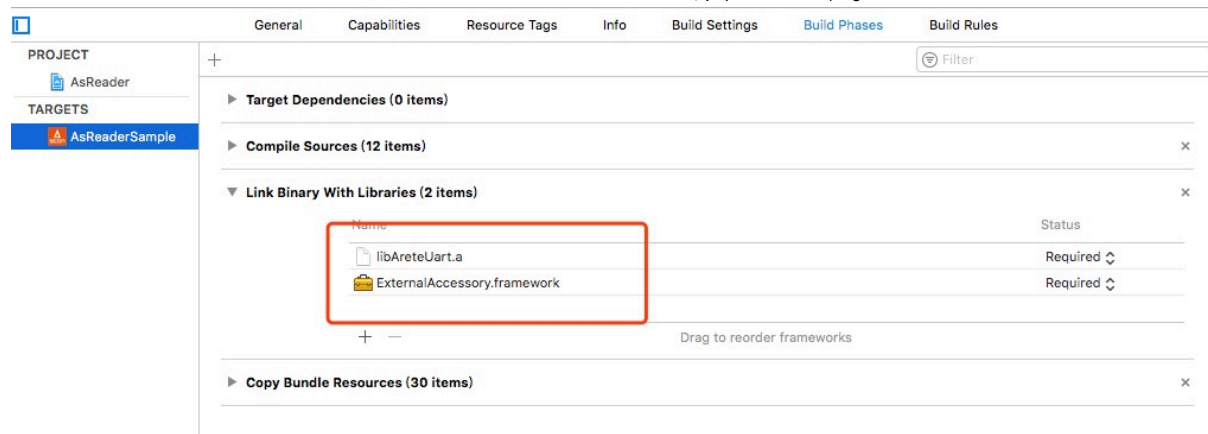 General Capabilities Resource Tags Info Build Settings Build Phases Build Rules
PROJECT
Filter
AsReader
TARGETS
Target Dependencies (0 items)
AsReaderSample
Compile Sources (12 items)
Link Binary With Libraries (2 items)
Name Status
libAreteUart.a Required
ExternalAccessory.framework Required
Drag to reorder frameworks
Copy Bundle Resources (30 items)